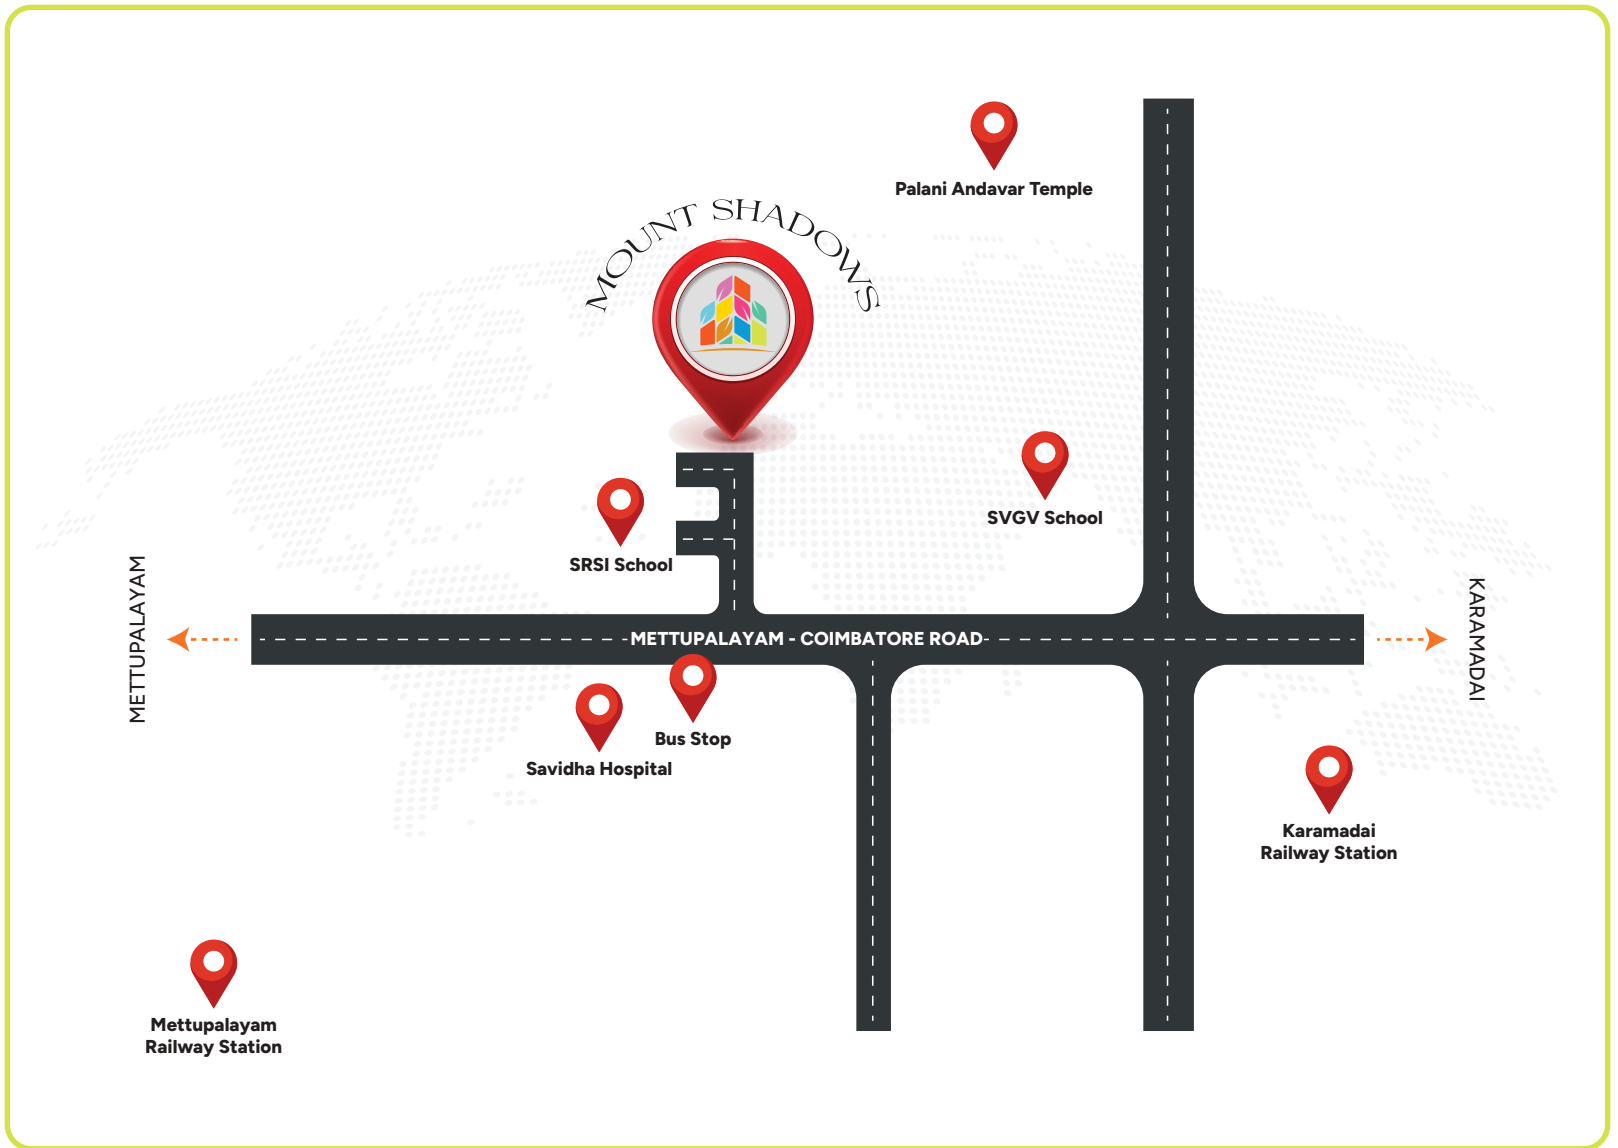 Palani Andavar Temple
MOUNT SHADOWS
SVGV School
SRSI School
METTUPALAYAM
METTUPALAYAM - COIMBATORE ROAD
KARAMADAI
Bus Stop
Savidha Hospital
Karamadai
Railway Station
Mettupalayam
Railway Station